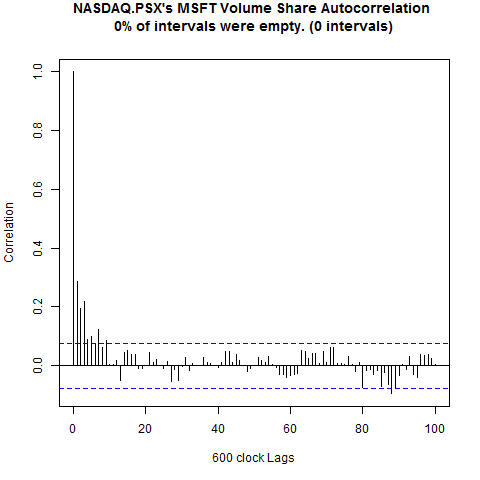 NASDAQ.PSX's MSFT Volume Share Autocorrelation
0% of intervals were empty. (0 intervals)
1.0
0.8
0.6
0.4
0.2
0.0
Correlation
0 20 40 60 80 100
600 clock Lags